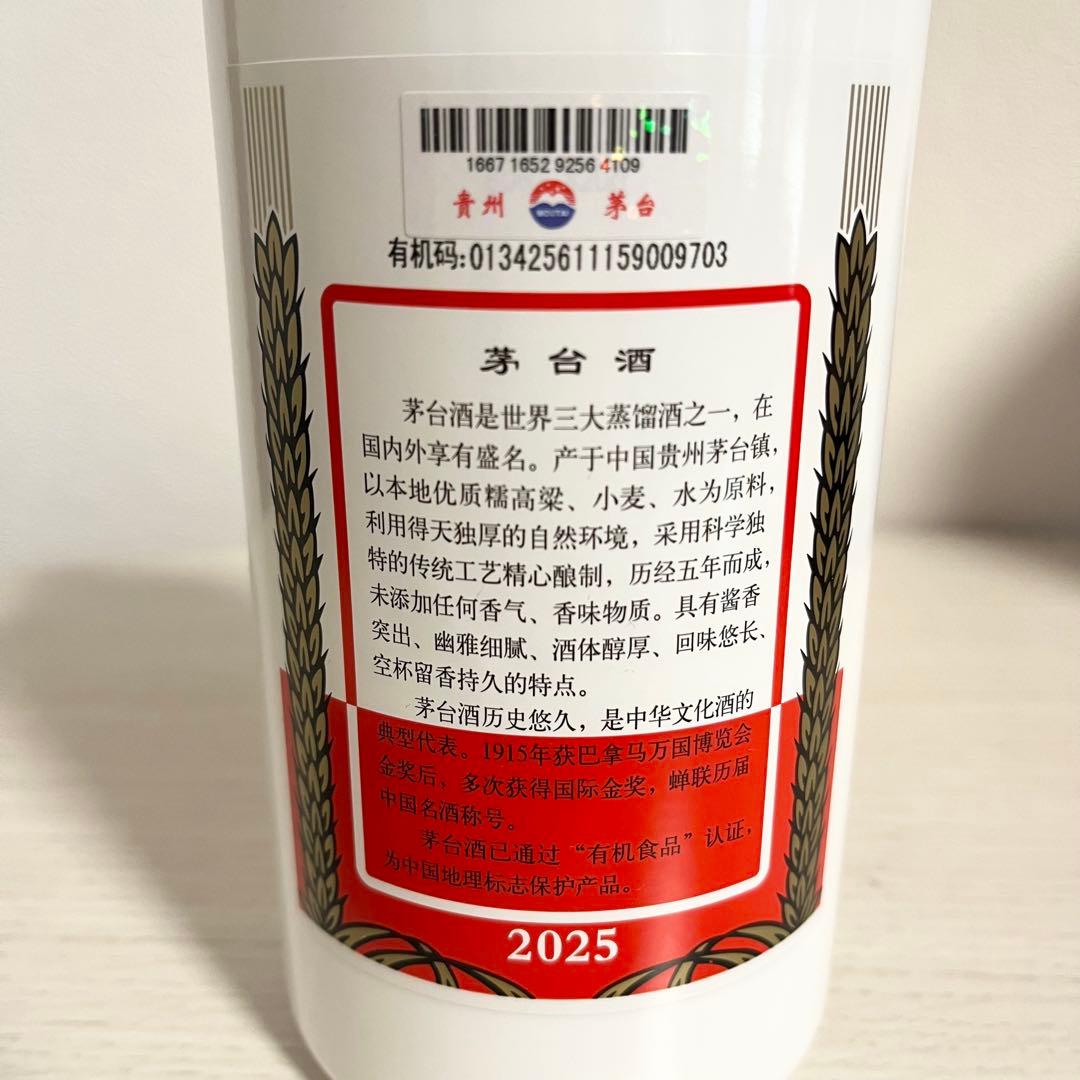 1667 1652 9256 4109
貴州 MOUTAI 茅台
有机码:013425611159009703
茅台酒
茅台酒是世界三大蒸馏酒之一，在
国内外享有盛名。产于中国贵州茅台镇，
以本地优质糯高粱、小麦、水为原料，
利用得天独厚的自然环境，采用科学独
特的传统工艺精心酿制，历经五年而成，
未添加任何香气、香味物质。具有酱香
突出、幽雅细腻、酒体醇厚、回味悠长、
空杯留香持久的特点。
茅台酒历史悠久，是中华文化酒的
典型代表。1915年获巴拿马万国博览会
金奖后，多次获得国际金奖，蝉联历届
中国名酒称号。
茅台酒已通过“有机食品”认证，
为中国地理标志保护产品。
2025